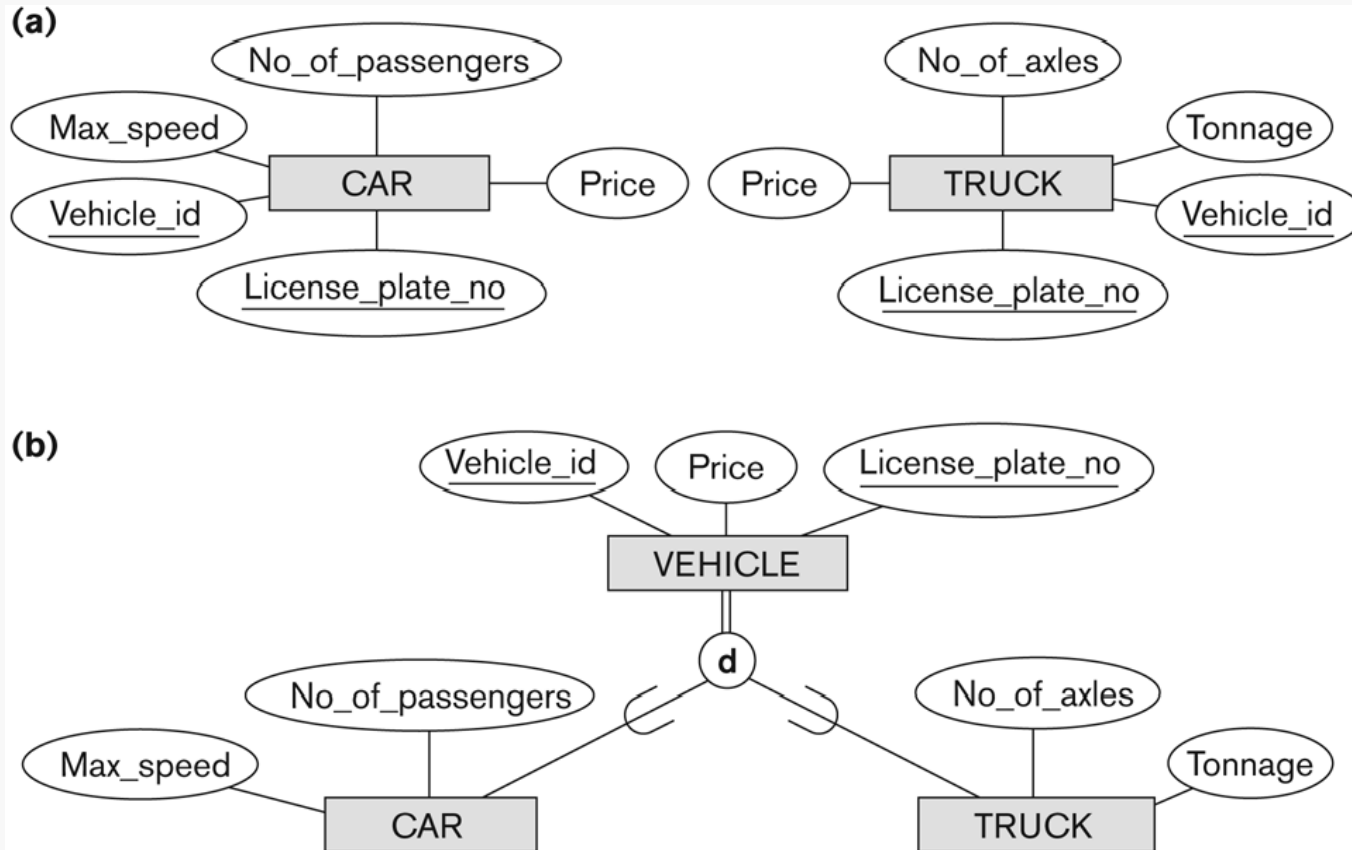 (a)
No_of_passengers
No_of_axles
Max_speed
Tonnage
CAR
Price
Price
TRUCK
Vehicle_id
Vehicle_id
License_plate_no
License_plate_no
(b)
Vehicle_id
Price
License_plate_no
VEHICLE
d
No_of_passengers
No_of_axles
Max_speed
Tonnage
CAR
TRUCK